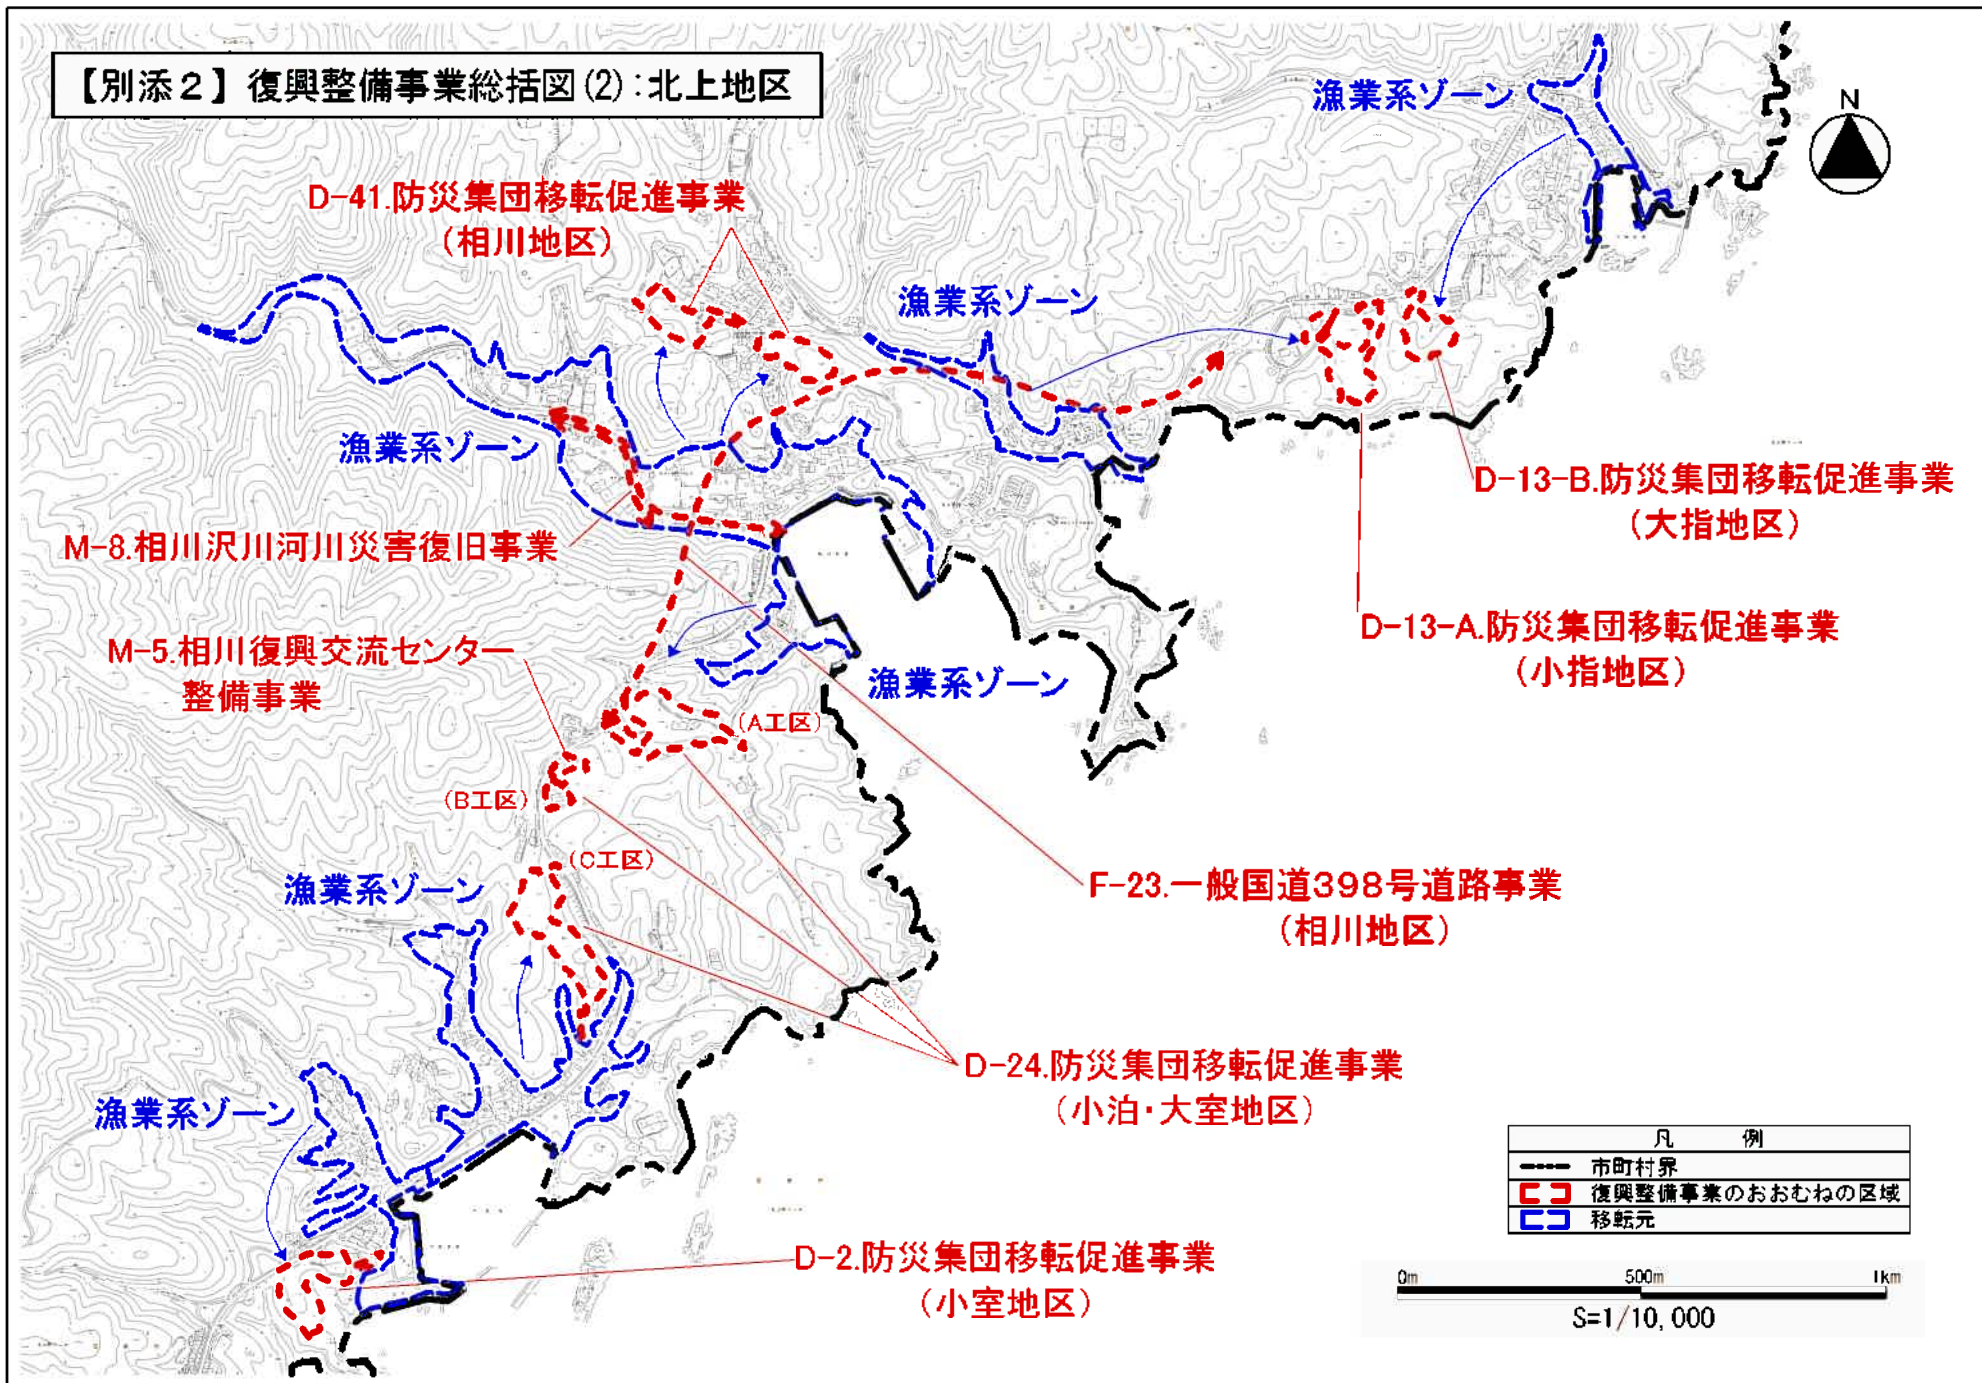 【別添２】復興整備事業総括図(2):北上地区
漁業系ゾーン
N
D-41.防災集団移転促進事業
(相川地区)
漁業系ゾーン
漁業系ゾーン
D-13-B.防災集団移転促進事業
(大指地区)
M-8.相川沢川河川災害復旧事業
D-13-A.防災集団移転促進事業
(小指地区)
M-5.相川復興交流センター
整備事業
漁業系ゾーン
(A工区)
(B工区)
(C工区)
漁業系ゾーン
F-23.一般国道398号道路事業
(相川地区)
D-24.防災集団移転促進事業
(小泊・大室地区)
漁業系ゾーン
凡 例
市町村界
復興整備事業のおおむねの区域
移転元
D-2.防災集団移転促進事業
(小室地区)
0m 500m 1km
S=1/10,000